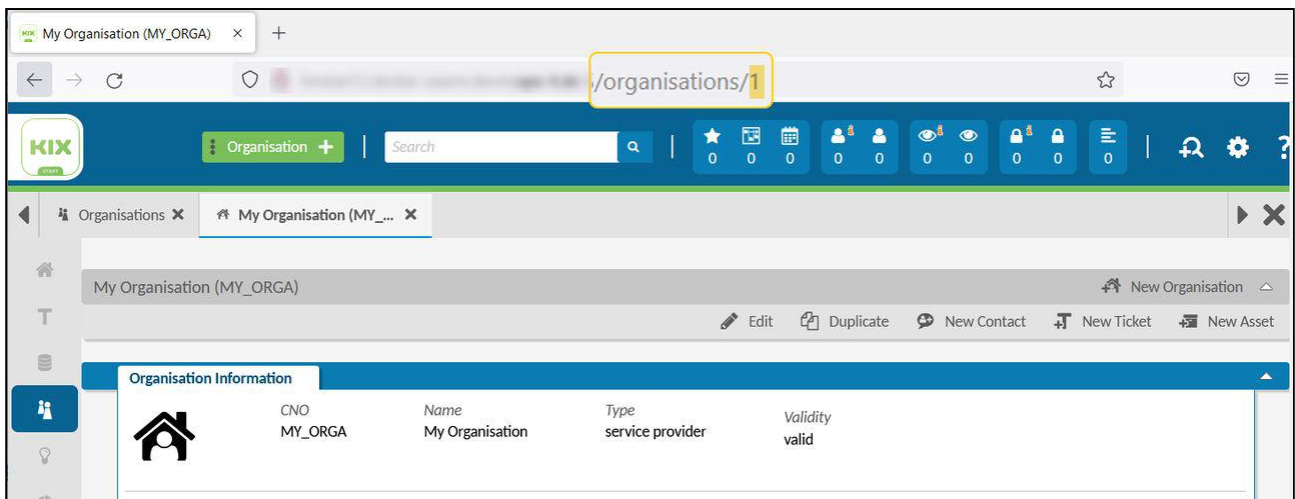 My Organisation (MY_ORGA)
/organisations/1
KIX
START
Organisation
Search
0 0 0 0 0 0 0 0 0 0
Organisations
My Organisation (MY_...
My Organisation (MY_ORGA)
New Organisation
Edit Duplicate New Contact New Ticket New Asset
Organisation Information
CNO Name Type Validity
MY_ORGA My Organisation service provider valid